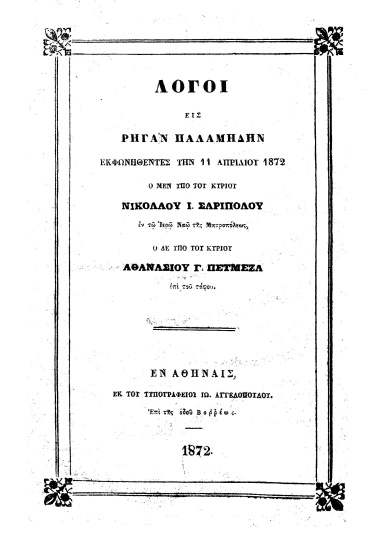 ΛΟΓΟΙ
ΕΙΣ
ΡΗΓΑΝ ΠΑΛΑΜΗΔΗΝ
ΕΚΦΩΝΗΘΕΝΤΕΣ ΤΗΝ 11 ΑΠΡΙΛΙΟΥ 1872
Ο ΜΕΝ ΥΠΟ ΤΟΥ ΚΥΡΙΟΥ
ΝΙΚΟΛΑΟΥ Ι. ΣΑΡΙΠΟΛΟΥ
ἐν τῷ Ἱερῷ Ναῷ τῆς Μητροπόλεως,
Ο ΔΕ ΥΠΟ ΤΟΥ ΚΥΡΙΟΥ
ΑΘΑΝΑΣΙΟΥ Γ. ΠΕΤΜΕΖΑ
ἐπὶ τοῦ τάφου.
ΕΝ ΑΘΗΝΑΙΣ,
ΕΚ ΤΟΥ ΤΥΠΟΓΡΑΦΕΙΟΥ ΙΩ. ΑΓΓΕΛΟΠΟΥΛΟΥ.
Ἐπὶ τῆς ὁδοῦ Βορρέως.
1872.